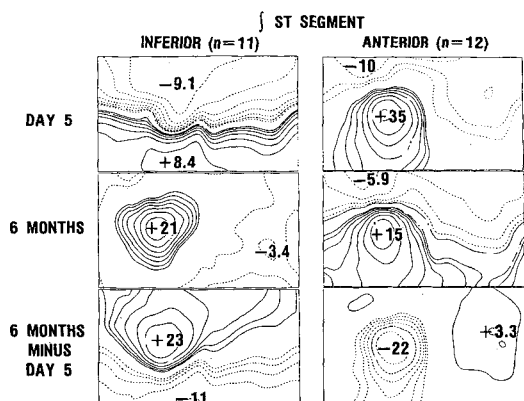 ∫ ST SEGMENT
INFERIOR (n=11) ANTERIOR (n=12)
DAY 5
−9.1
+8.4
−10
+35
6 MONTHS
+21
−3.4
−5.9
+15
6 MONTHS
MINUS
DAY 5
+23
−11
−22
+3.3